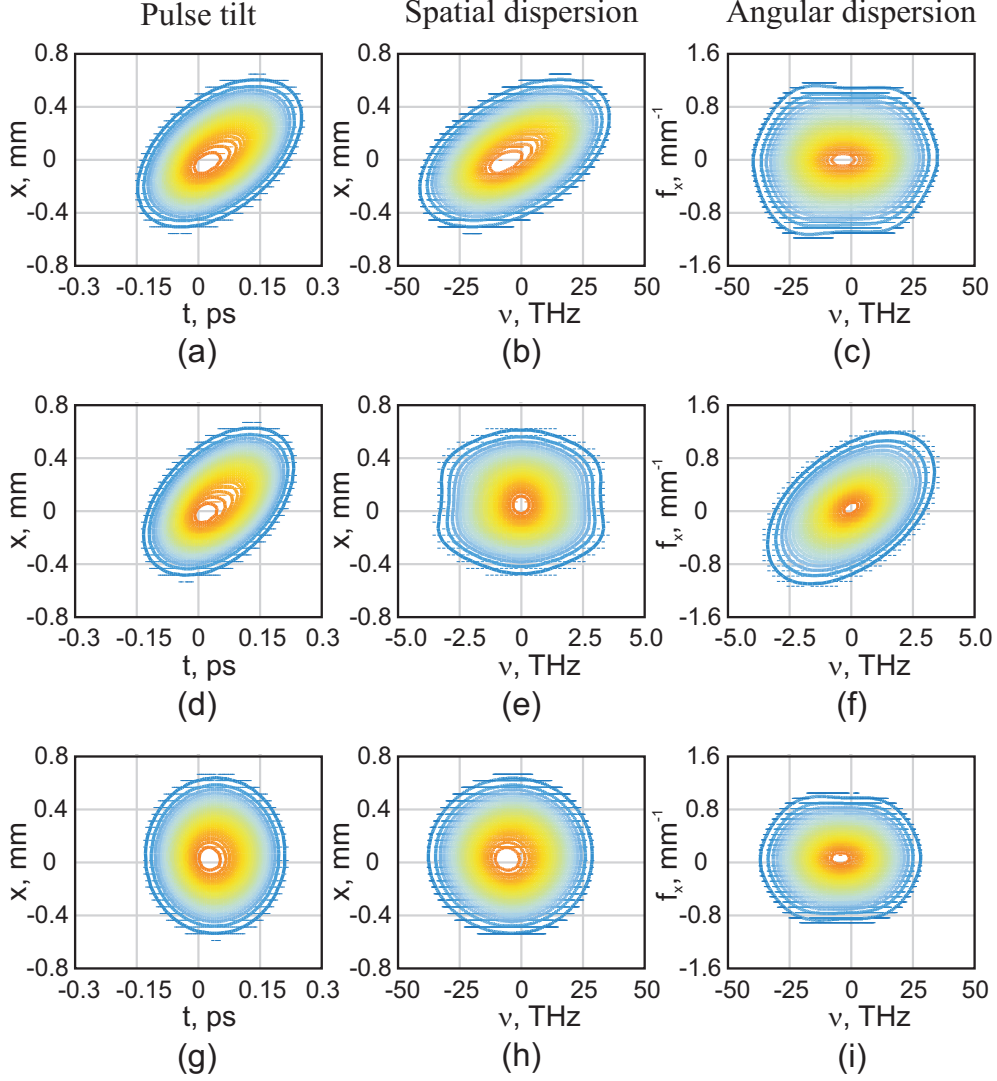 Pulse tilt Spatial dispersion Angular dispersion
0.8 0.8 1.6
0.4 0.4 0.8
x, mm 0 x, mm 0 f_x, mm⁻¹ 0
-0.4 -0.4 -0.8
-0.8 -0.8 -1.6
-0.3 -0.15 0 0.15 0.3 -50 -25 0 25 50 -50 -25 0 25 50
t, ps ν, THz ν, THz
(a) (b) (c)
0.8 0.8 1.6
0.4 0.4 0.8
x, mm 0 x, mm 0 f_x, mm⁻¹ 0
-0.4 -0.4 -0.8
-0.8 -0.8 -1.6
-0.3 -0.15 0 0.15 0.3 -5.0 -2.5 0 2.5 5.0 -5.0 -2.5 0 2.5 5.0
t, ps ν, THz ν, THz
(d) (e) (f)
0.8 0.8 1.6
0.4 0.4 0.8
x, mm 0 x, mm 0 f_x, mm⁻¹ 0
-0.4 -0.4 -0.8
-0.8 -0.8 -1.6
-0.3 -0.15 0 0.15 0.3 -50 -25 0 25 50 -50 -25 0 25 50
t, ps ν, THz ν, THz
(g) (h) (i)